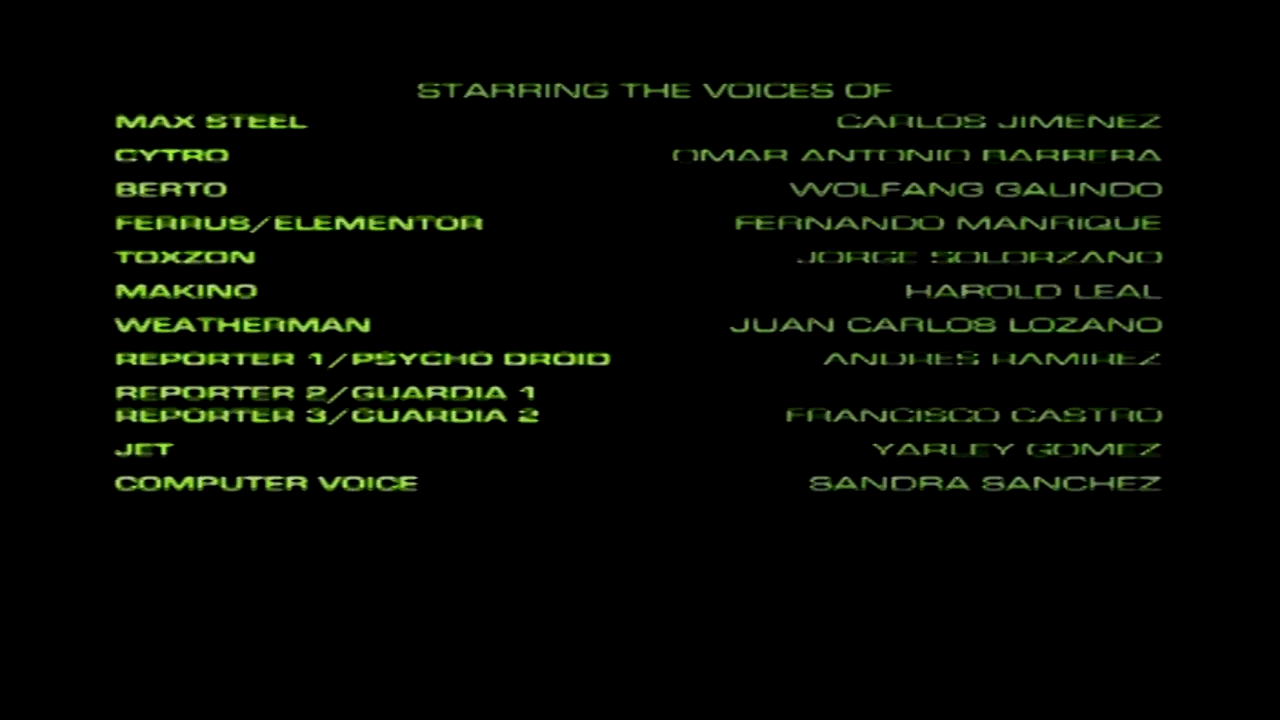 STARRING THE VOICES OF
MAX STEEL CARLOS JIMENEZ
CYTRO OMAR ANTONIO BARRERA
BERTO WOLFANG GALINDO
FERRUS/ELEMENTOR FERNANDO MANRIQUE
TOXZON JORGE SOLORZANO
MAKINO HAROLD LEAL
WEATHERMAN JUAN CARLOS LOZANO
REPORTER 1/PSYCHO DROID ANDRES RAMIREZ
REPORTER 2/GUARDIA 1
REPORTER 3/GUARDIA 2 FRANCISCO CASTRO
JET YARLEY GOMEZ
COMPUTER VOICE SANDRA SANCHEZ